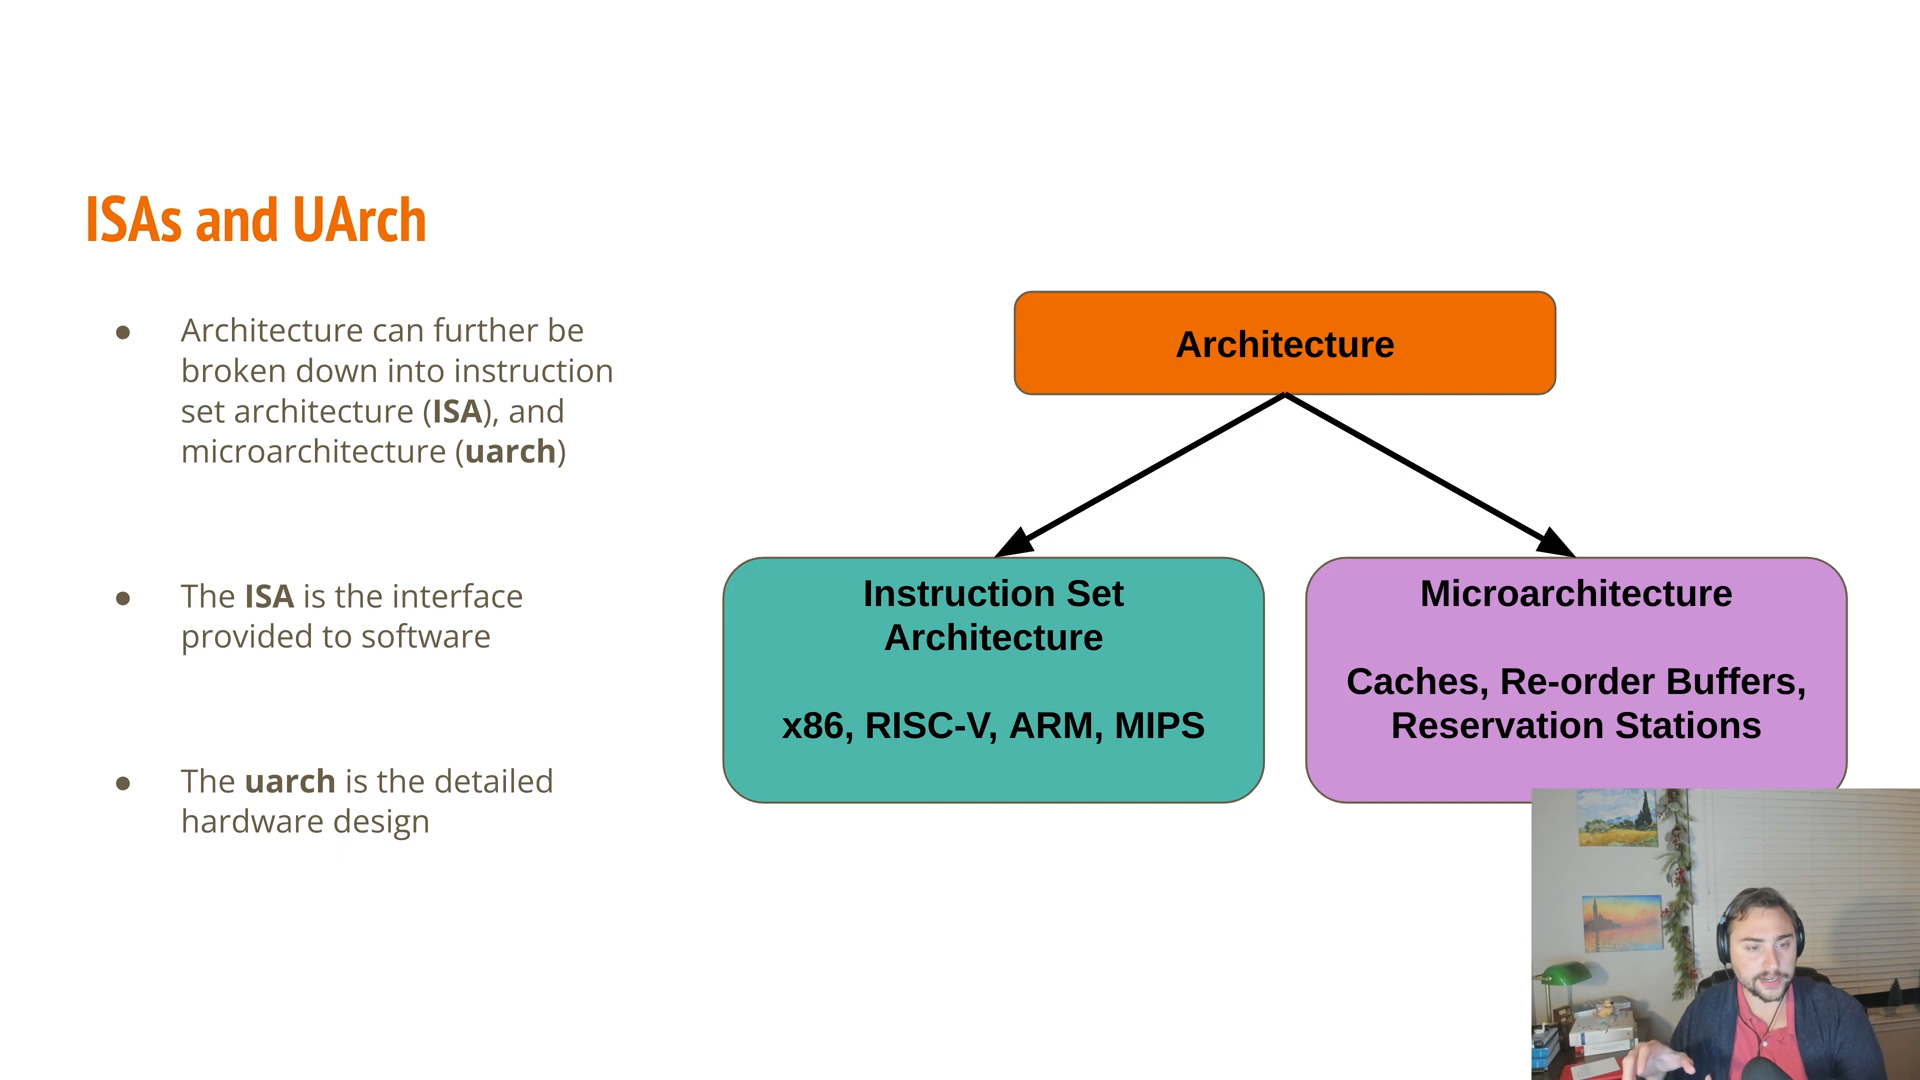 ISAs and UArch
● Architecture can further be
broken down into instruction
set architecture (ISA), and
microarchitecture (uarch)
● The ISA is the interface
provided to software
● The uarch is the detailed
hardware design
Architecture
Instruction Set
Architecture
x86, RISC-V, ARM, MIPS
Microarchitecture
Caches, Re-order Buffers,
Reservation Stations